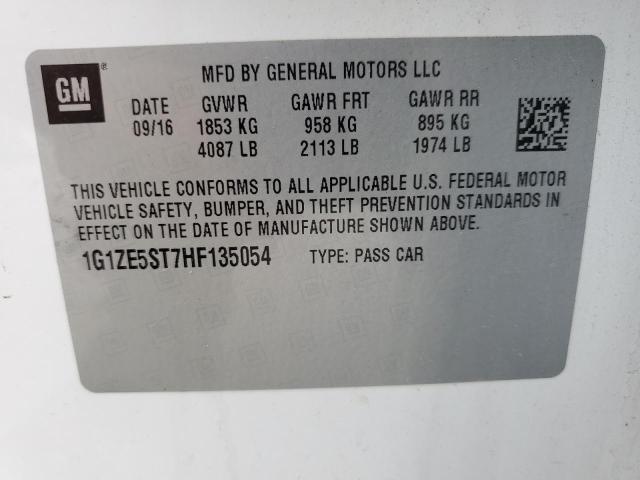 GM ®
MFD BY GENERAL MOTORS LLC
DATE GVWR GAWR FRT GAWR RR
09/16 1853 KG 958 KG 895 KG
4087 LB 2113 LB 1974 LB
THIS VEHICLE CONFORMS TO ALL APPLICABLE U.S. FEDERAL MOTOR
VEHICLE SAFETY, BUMPER, AND THEFT PREVENTION STANDARDS IN
EFFECT ON THE DATE OF MANUFACTURE SHOWN ABOVE.
1G1ZE5ST7HF135054 TYPE: PASS CAR